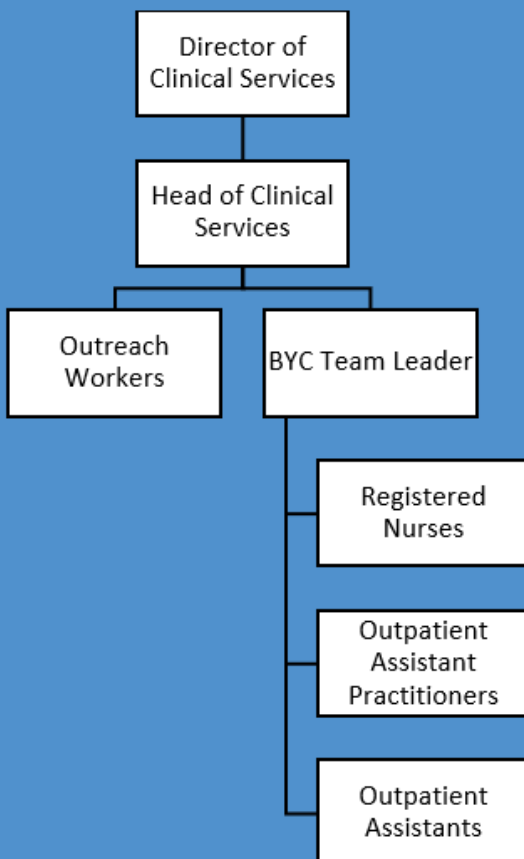 Director of
Clinical Services
Head of Clinical
Services
Outreach
Workers
BYC Team Leader
Registered
Nurses
Outpatient
Assistant
Practitioners
Outpatient
Assistants